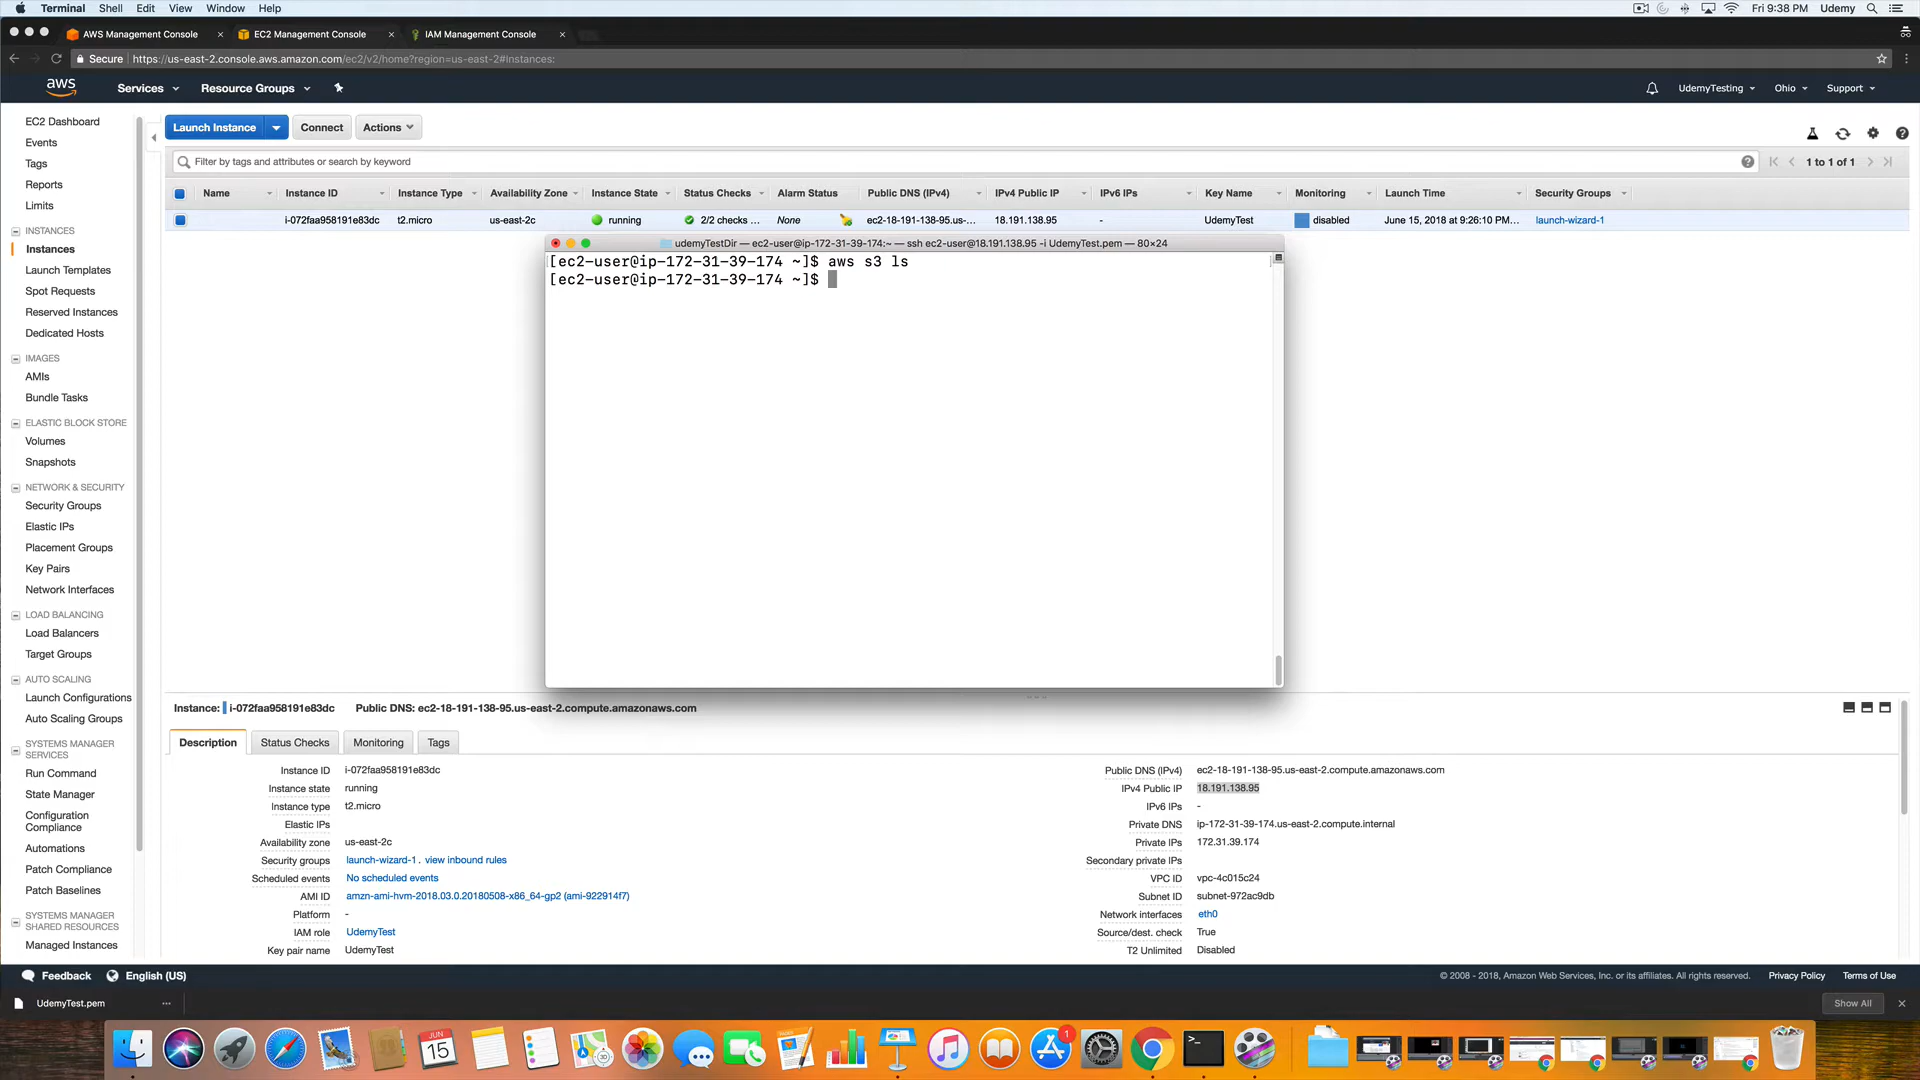 Terminal Shell Edit View Window Help Fri 9:38 PM Udemy
AWS Management Console EC2 Management Console IAM Management Console
Secure https://us-east-2.console.aws.amazon.com/ec2/v2/home?region=us-east-2#Instances:
aws Services Resource Groups UdemyTesting Ohio Support
EC2 Dashboard
Events
Tags
Reports
Limits
INSTANCES
Instances
Launch Templates
Spot Requests
Reserved Instances
Dedicated Hosts
IMAGES
AMIs
Bundle Tasks
ELASTIC BLOCK STORE
Volumes
Snapshots
NETWORK & SECURITY
Security Groups
Elastic IPs
Placement Groups
Key Pairs
Network Interfaces
LOAD BALANCING
Load Balancers
Target Groups
AUTO SCALING
Launch Configurations
Auto Scaling Groups
SYSTEMS MANAGER
SERVICES
Run Command
State Manager
Configuration
Compliance
Automations
Patch Compliance
Patch Baselines
SYSTEMS MANAGER
SHARED RESOURCES
Managed Instances
Launch Instance Connect Actions
Filter by tags and attributes or search by keyword 1 to 1 of 1
Name Instance ID Instance Type Availability Zone Instance State Status Checks Alarm Status Public DNS (IPv4) IPv4 Public IP IPv6 IPs Key Name Monitoring Launch Time Security Groups
i-072faa958191e83dc t2.micro us-east-2c running 2/2 checks ... None ec2-18-191-138-95.us-... 18.191.138.95 - UdemyTest disabled June 15, 2018 at 9:26:10 PM... launch-wizard-1
udemyTestDir — ec2-user@ip-172-31-39-174:~ — ssh ec2-user@18.191.138.95 -i UdemyTest.pem — 80×24
[ec2-user@ip-172-31-39-174 ~]$ aws s3 ls
[ec2-user@ip-172-31-39-174 ~]$
Instance: i-072faa958191e83dc Public DNS: ec2-18-191-138-95.us-east-2.compute.amazonaws.com
Description Status Checks Monitoring Tags
Instance ID i-072faa958191e83dc Public DNS (IPv4) ec2-18-191-138-95.us-east-2.compute.amazonaws.com
Instance state running IPv4 Public IP 18.191.138.95
Instance type t2.micro IPv6 IPs -
Elastic IPs Private DNS ip-172-31-39-174.us-east-2.compute.internal
Availability zone us-east-2c Private IPs 172.31.39.174
Security groups launch-wizard-1. view inbound rules Secondary private IPs
Scheduled events No scheduled events VPC ID vpc-4c015c24
AMI ID amzn-ami-hvm-2018.03.0.20180508-x86_64-gp2 (ami-922914f7) Subnet ID subnet-972ac9db
Platform - Network interfaces eth0
IAM role UdemyTest Source/dest. check True
Key pair name UdemyTest T2 Unlimited Disabled
Feedback English (US) © 2008 - 2018, Amazon Web Services, Inc. or its affiliates. All rights reserved. Privacy Policy Terms of Use
UdemyTest.pem Show All
JUN
15
1